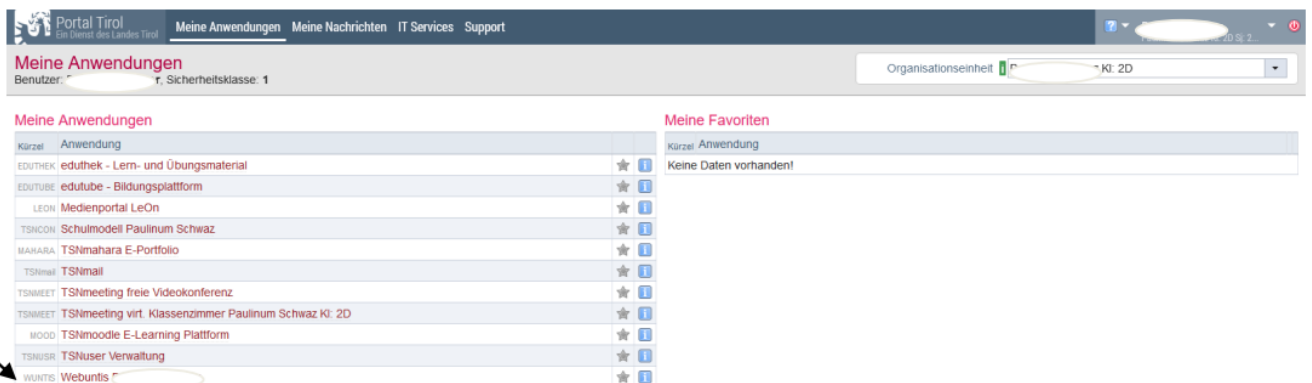 Portal Tirol
Ein Dienst des Landes Tirol
Meine Anwendungen Meine Nachrichten IT Services Support
?
2D Sj: 2...
Meine Anwendungen
Benutzer: r, Sicherheitsklasse: 1
Organisationseinheit i Kl: 2D
Meine Anwendungen
Kürzel Anwendung
EDUTHEK eduthek - Lern- und Übungsmaterial
EDUTUBE edutube - Bildungsplattform
LEON Medienportal LeOn
TSNCON Schulmodell Paulinum Schwaz
MAHARA TSNmahara E-Portfolio
TSNmail TSNmail
TSNMEET TSNmeeting freie Videokonferenz
TSNMEET TSNmeeting virt. Klassenzimmer Paulinum Schwaz Kl: 2D
MOOD TSNmoodle E-Learning Plattform
TSNUSR TSNuser Verwaltung
WUNTIS Webuntis
Meine Favoriten
Kürzel Anwendung
Keine Daten vorhanden!